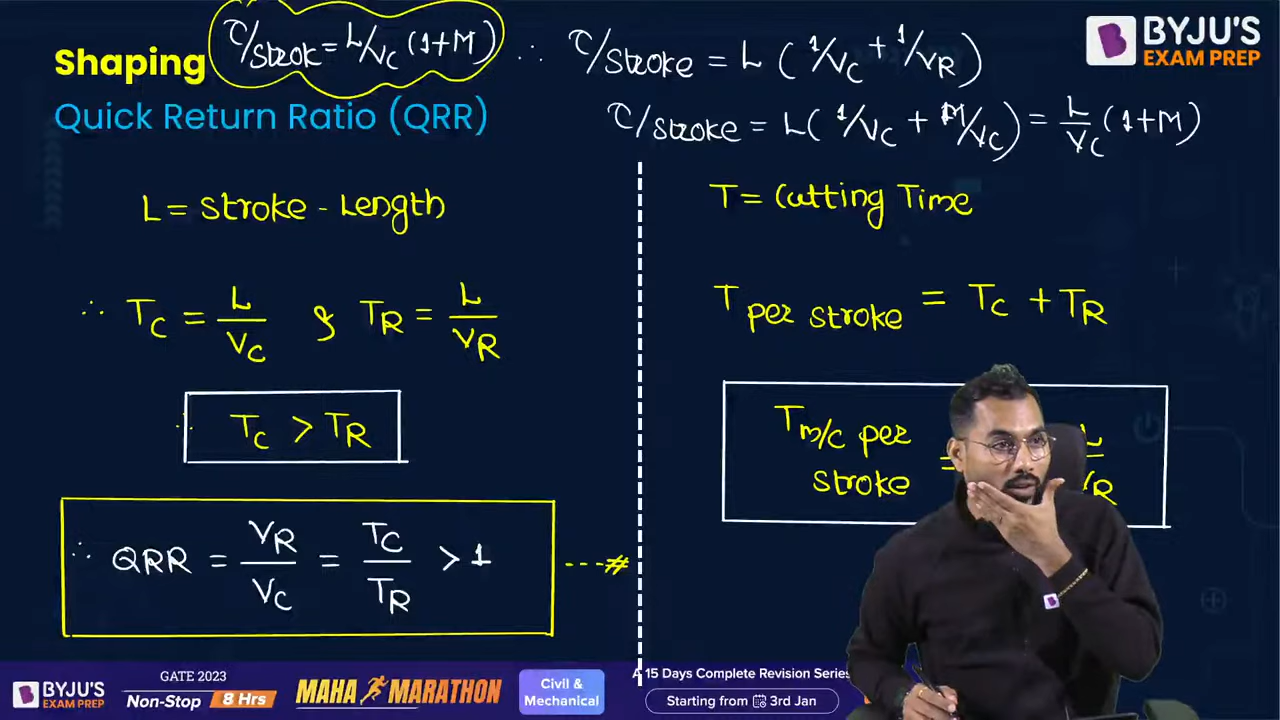 Shaping
τ/Strok = L/Vc (1+M)
∴ τ/Stroke = L (1/Vc + 1/VR)
BYJU'S
EXAM PREP
Quick Return Ratio (QRR)
τ/Stroke = L(1/Vc + M/Vc) = L/Vc (1+M)
L = Stroke - Length
∴ Tc = L/Vc & TR = L/VR
Tc > TR
∴ QRR = VR/Vc = Tc/TR > 1 ---#
T = Cutting Time
T per stroke = Tc + TR
T m/c per
stroke =
L
VR
BYJU'S
EXAM PREP
GATE 2023
Non-Stop 8 Hrs
MAHA MARATHON
Civil &
Mechanical
A 15 Days Complete Revision Series
Starting from 3rd Jan